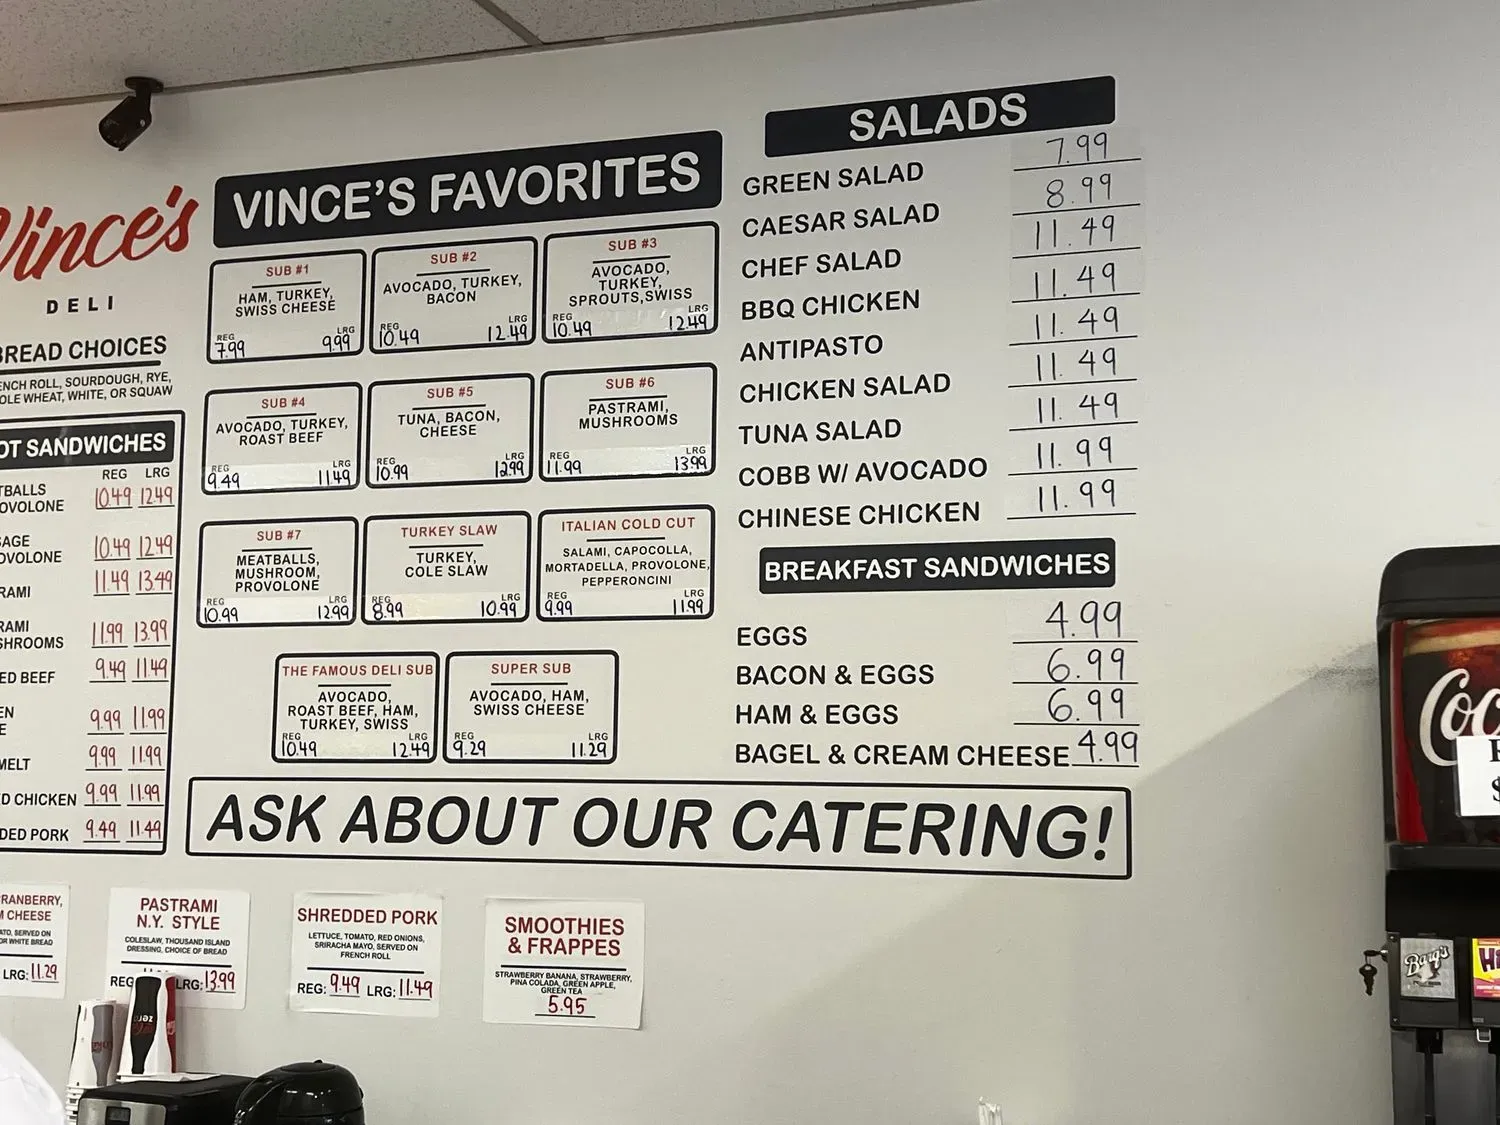 Vince's
DELI
BREAD CHOICES
ROLL, SOURDOUGH, RYE,
WHEAT, WHITE, OR SQUAW
SANDWICHES
REG LRG
10.49 12.49
10.49 12.49
11.49 13.49
11.99 13.99
BEEF 9.49 11.49
9.99 11.99
MELT 9.99 11.99
CHICKEN 9.99 11.99
PORK 9.49 11.49
VINCE'S FAVORITES
SUB #1
HAM, TURKEY,
SWISS CHEESE
REG LRG
7.99 9.99
SUB #2
AVOCADO, TURKEY,
BACON
REG LRG
10.49 12.49
SUB #3
AVOCADO,
TURKEY,
SPROUTS,SWISS
REG LRG
10.49 12.49
SUB #4
AVOCADO, TURKEY,
ROAST BEEF
REG LRG
9.49 11.49
SUB #5
TUNA, BACON,
CHEESE
REG LRG
10.99 12.99
SUB #6
PASTRAMI,
MUSHROOMS
REG LRG
11.99 13.99
SUB #7
MEATBALLS,
MUSHROOM,
PROVOLONE
REG LRG
10.99 12.99
TURKEY SLAW
TURKEY,
COLE SLAW
REG LRG
8.99 10.99
ITALIAN COLD CUT
SALAMI, CAPOCOLLA,
MORTADELLA, PROVOLONE,
PEPPERONCINI
REG LRG
9.99 11.99
THE FAMOUS DELI SUB
AVOCADO,
ROAST BEEF, HAM,
TURKEY, SWISS
REG LRG
10.49 12.49
SUPER SUB
AVOCADO, HAM,
SWISS CHEESE
REG LRG
9.29 11.29
SALADS
GREEN SALAD 7.99
CAESAR SALAD 8.99
CHEF SALAD 11.49
BBQ CHICKEN 11.49
ANTIPASTO 11.49
CHICKEN SALAD 11.49
TUNA SALAD 11.49
COBB W/ AVOCADO 11.99
CHINESE CHICKEN 11.99
BREAKFAST SANDWICHES
EGGS 4.99
BACON & EGGS 6.99
HAM & EGGS 6.99
BAGEL & CREAM CHEESE 4.99
ASK ABOUT OUR CATERING!
CHEESE
SERVED ON
OR WHITE BREAD
LRG: 11.29
PASTRAMI
N.Y. STYLE
COLESLAW, THOUSAND ISLAND
DRESSING, CHOICE OF BREAD
REG LRG: 13.99
SHREDDED PORK
LETTUCE, TOMATO, RED ONIONS,
SRIRACHA MAYO, SERVED ON
FRENCH ROLL
REG: 9.49 LRG: 11.49
SMOOTHIES
& FRAPPES
STRAWBERRY BANANA, STRAWBERRY,
PINA COLADA, GREEN APPLE,
GREEN TEA
5.95
Barq's